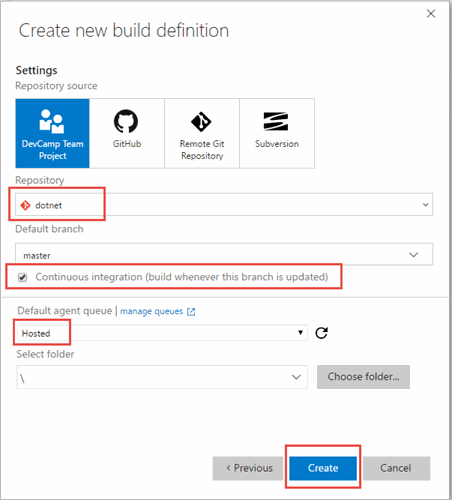 Create new build definition
Settings
Repository source
DevCamp Team
Project
GitHub
Remote Git
Repository
Subversion
Repository
dotnet
Default branch
master
Continuous integration (build whenever this branch is updated)
Default agent queue | manage queues
Hosted
Select folder
\
Choose folder...
‹ Previous
Create
Cancel